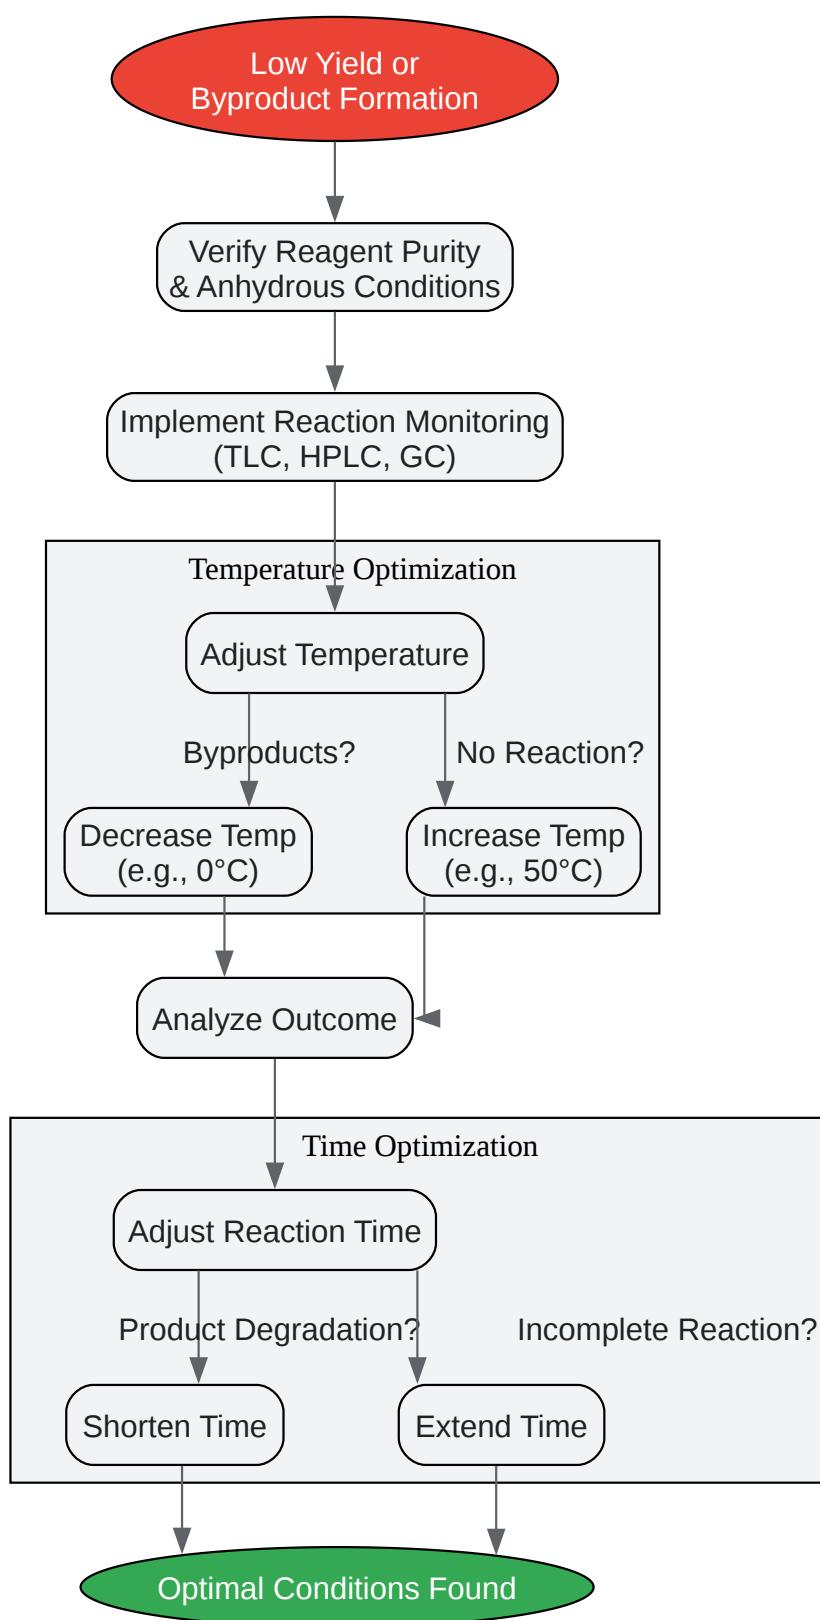 Low Yield or
Byproduct Formation
Verify Reagent Purity
& Anhydrous Conditions
Implement Reaction Monitoring
(TLC, HPLC, GC)
Temperature Optimization
Adjust Temperature
Byproducts?
No Reaction?
Decrease Temp
(e.g., 0°C)
Increase Temp
(e.g., 50°C)
Analyze Outcome
Time Optimization
Adjust Reaction Time
Product Degradation?
Incomplete Reaction?
Shorten Time
Extend Time
Optimal Conditions Found